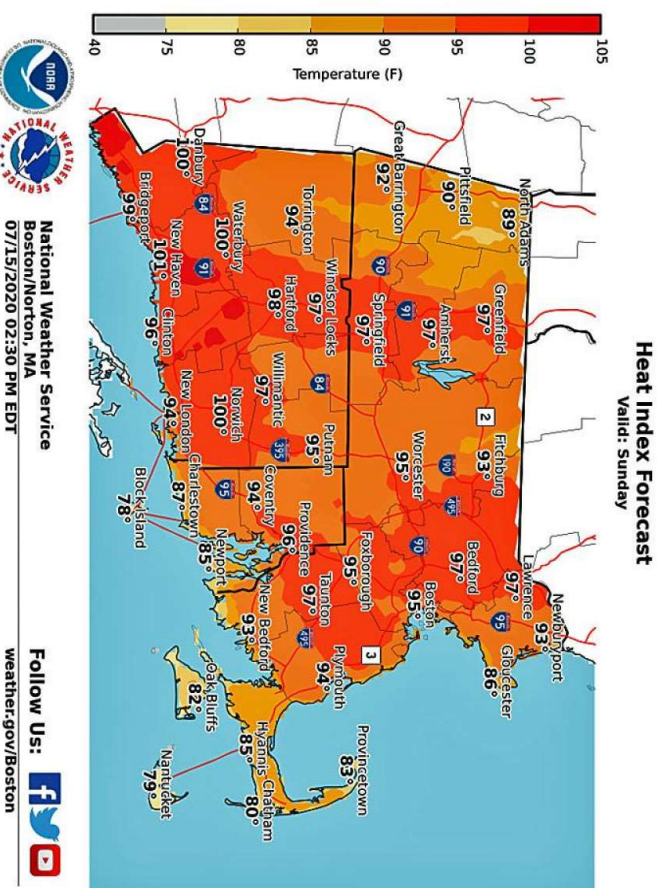 Heat Index Forecast
Valid: Sunday
North Adams
89°
Pittsfield
90°
Great Barrington
92°
Greenfield
97°
Amherst
97°
Springfield
97°
Fitchburg
93°
Worcester
95°
Lawrence
97°
Newburyport
93°
Gloucester
86°
Bedford
97°
Boston
95°
Foxborough
95°
Taunton
97°
Plymouth
94°
Provincetown
83°
New Bedford
93°
Hyannis
85°
Chatham
80°
Oak Bluffs
82°
Nantucket
79°
Torrington
94°
Windsor Locks
97°
Hartford
98°
Willimantic
97°
Putnam
95°
Coventry
94°
Providence
96°
Danbury
100°
Waterbury
100°
Norwich
100°
Bridgeport
99°
New Haven
101°
Clinton
96°
New London
94°
Charlestown
87°
Newport
85°
Block Island
78°
90
91
2
190
495
90
95
3
495
84
84
91
395
95
40
75
80
85
90
95
100
105
Temperature (F)
NOAA
NATIONAL WEATHER SERVICE
National Weather Service
Boston/Norton, MA
07/15/2020 02:30 PM EDT
Follow Us:
weather.gov/Boston